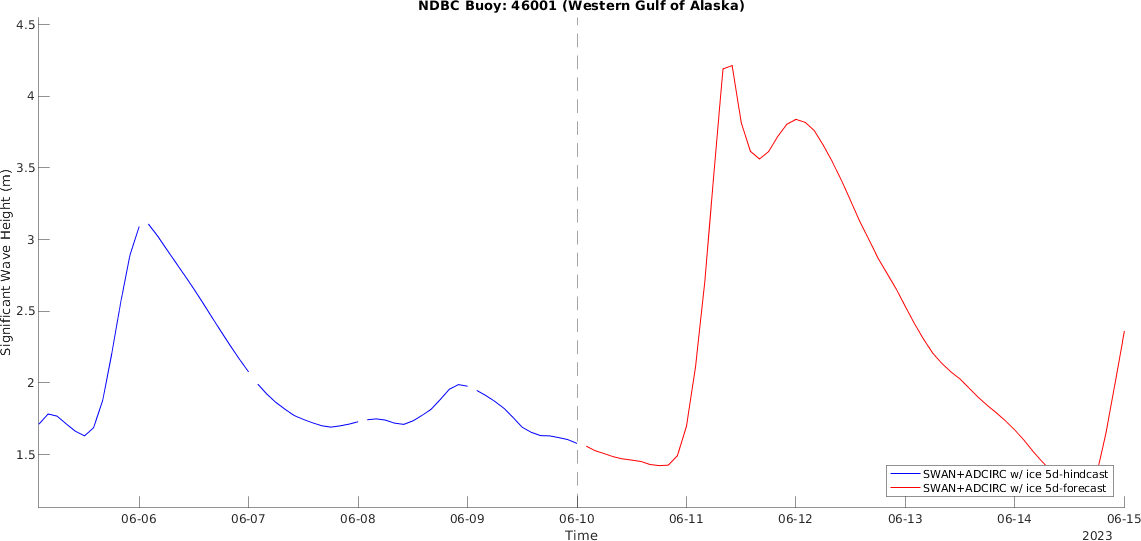 NDBC Buoy: 46001 (Western Gulf of Alaska)
4.5
4
3.5
3
2.5
2
1.5
Significant Wave Height (m)
SWAN+ADCIRC w/ ice 5d-hindcast
SWAN+ADCIRC w/ ice 5d-forecast
06-06 06-07 06-08 06-09 06-10 06-11 06-12 06-13 06-14 06-15
Time
2023